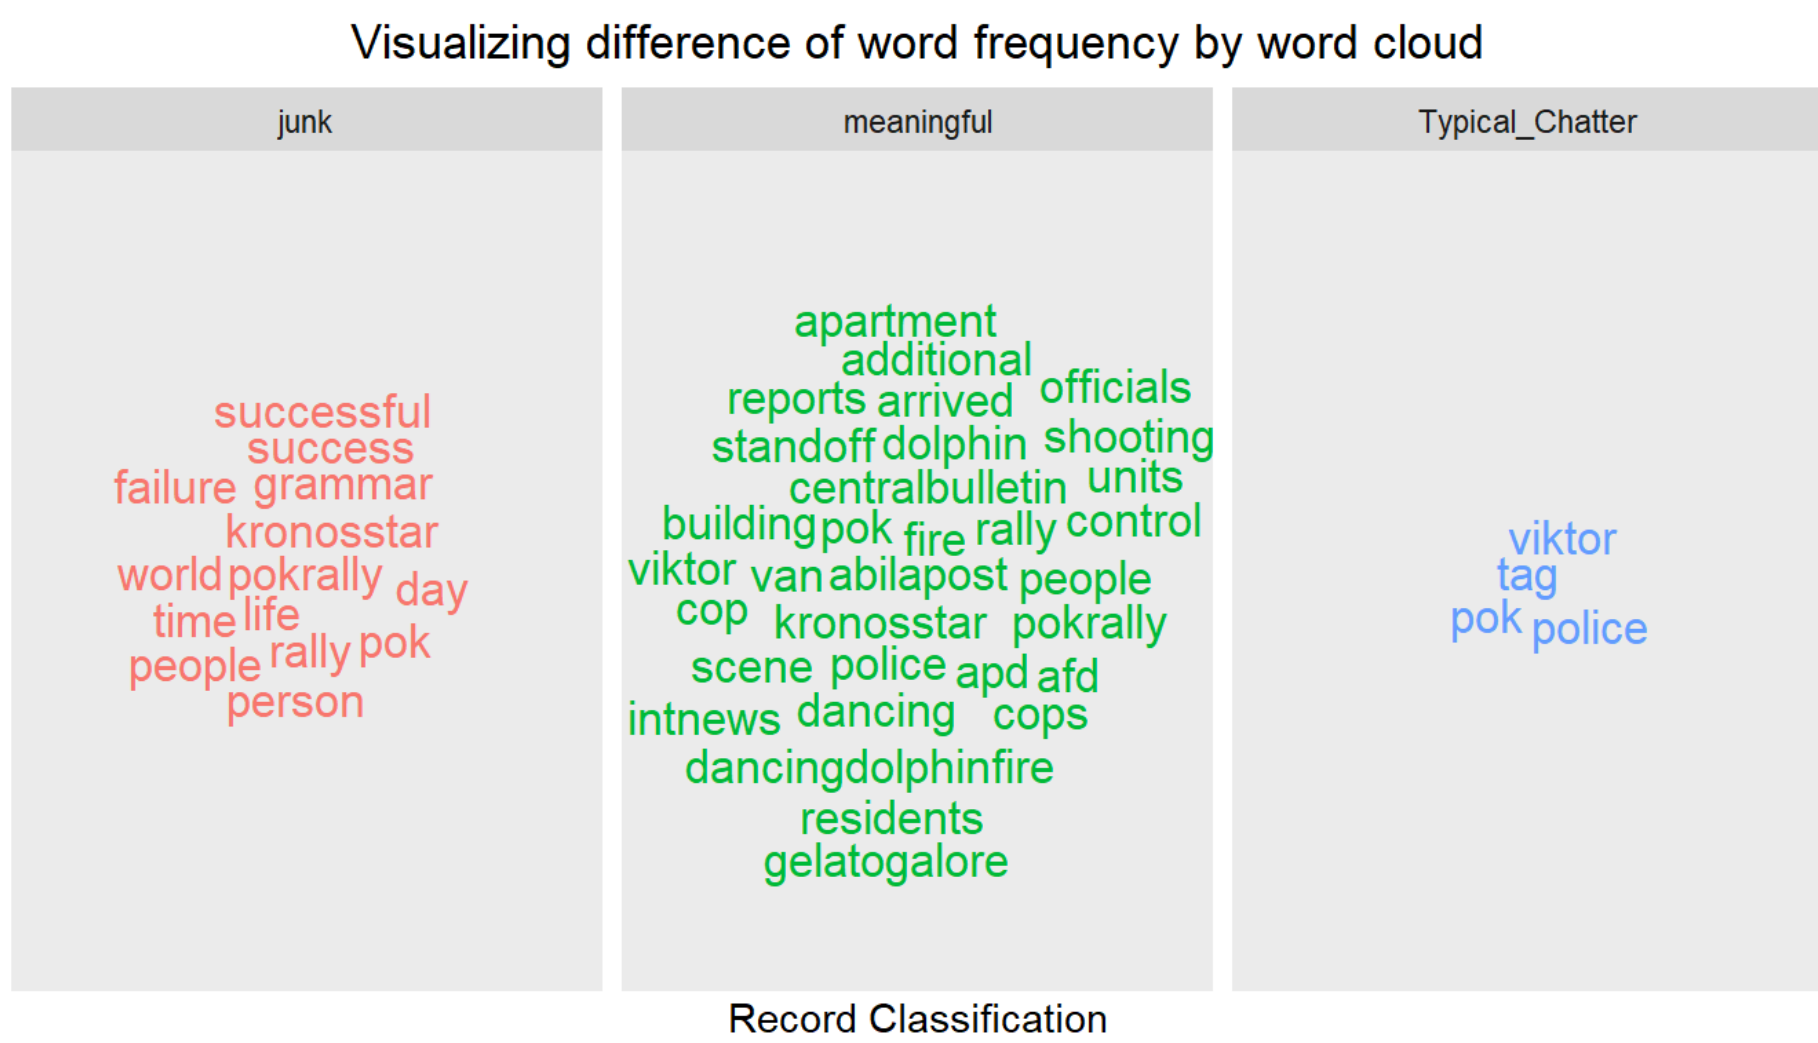 Visualizing difference of word frequency by word cloud
junk
successful
success
failure grammar
kronosstar
world pokrally day
time life
people rally pok
person
meaningful
apartment
additional
reports arrived officials
standoff dolphin shooting
centralbulletin units
building pok fire rally control
viktor van abilapost people
cop kronosstar pokrally
scene police apd afd
intnews dancing cops
dancingdolphinfire
residents
gelatogalore
Typical_Chatter
viktor
tag
pok police
Record Classification